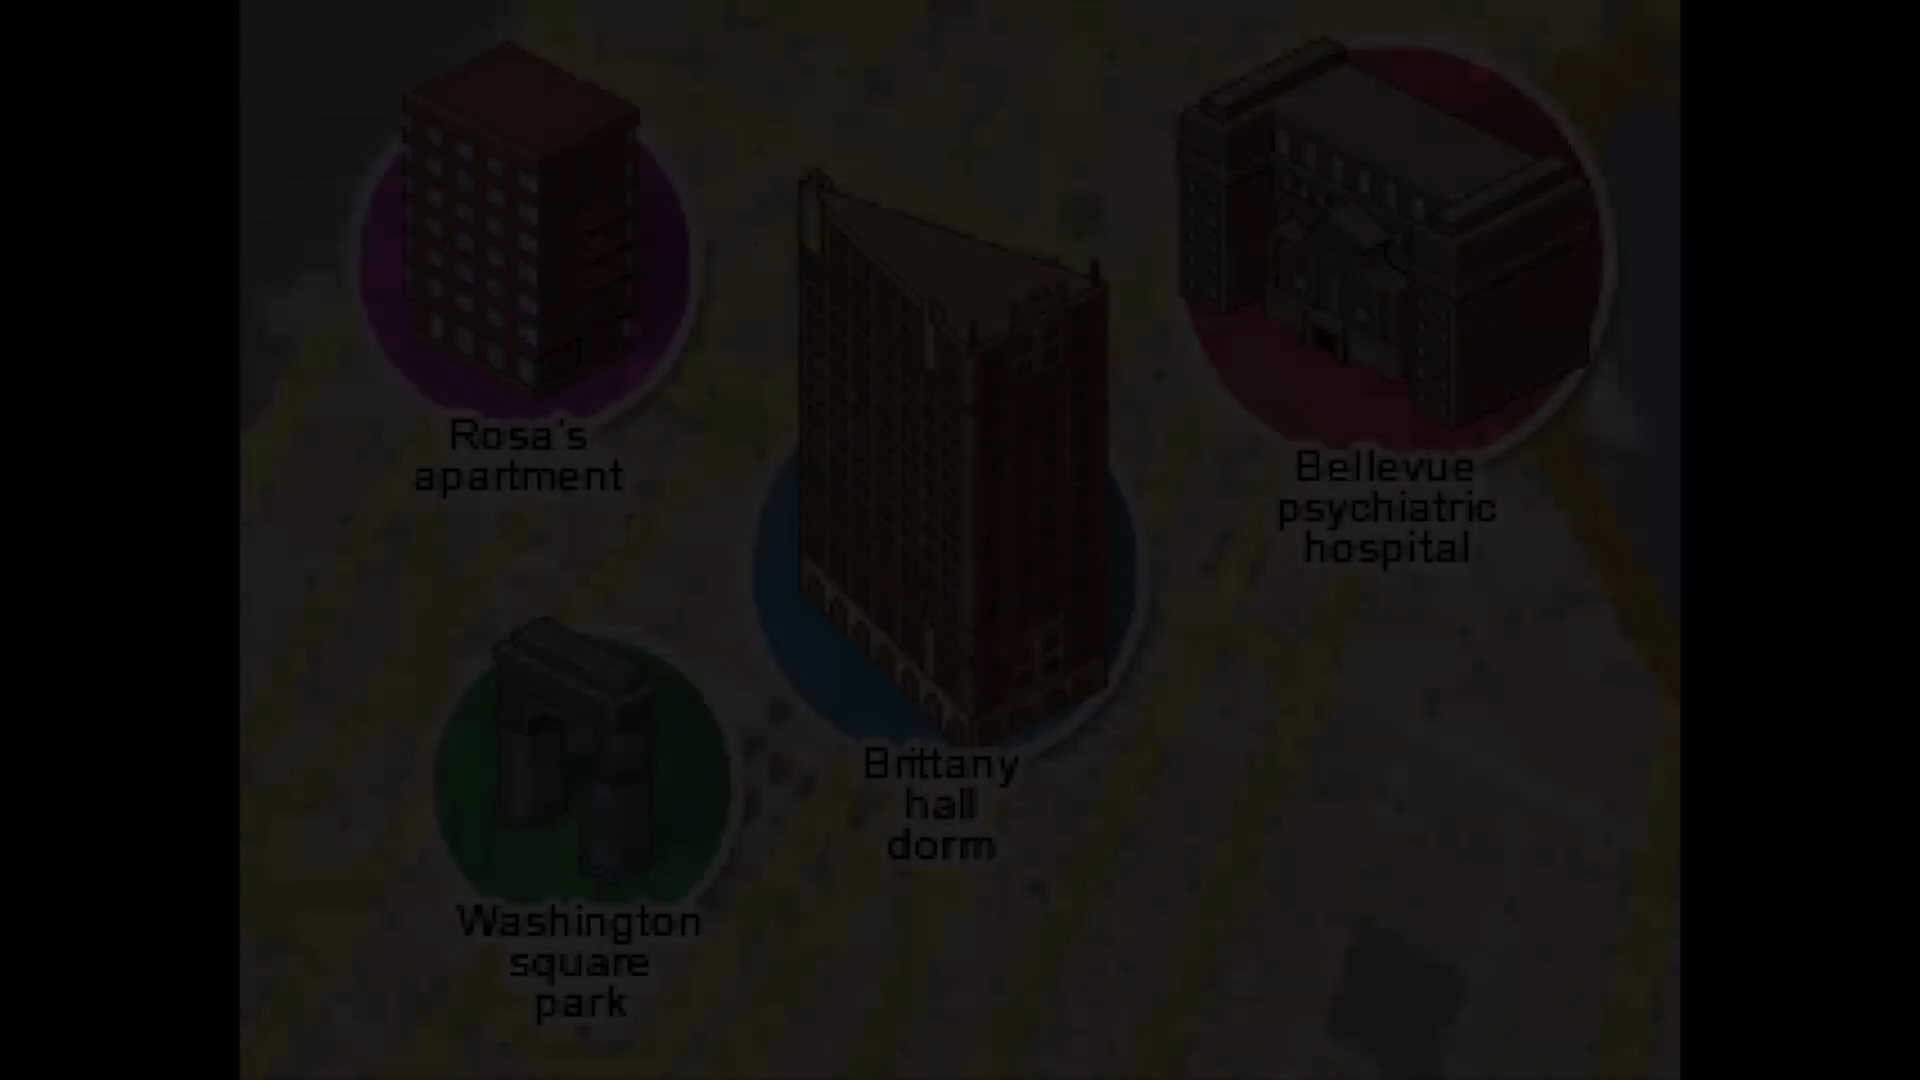 Rosa's
apartment
Bellevue
psychiatric
hospital
Brittany
hall
dorm
Washington
square
park